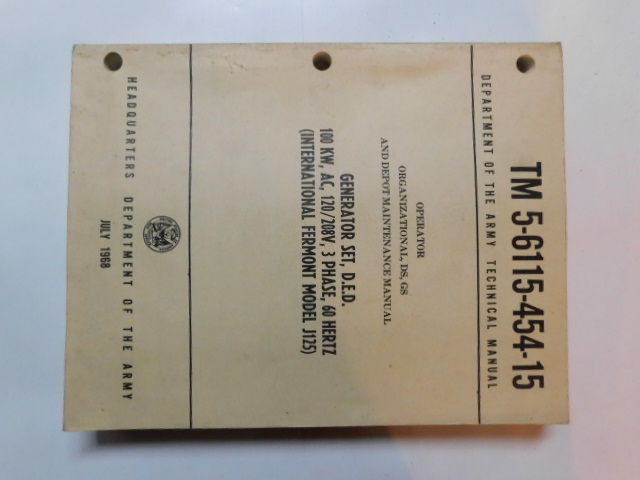 TM 5-6115-454-15
DEPARTMENT OF THE ARMY TECHNICAL MANUAL
OPERATOR
ORGANIZATIONAL, DS, GS
AND DEPOT MAINTENANCE MANUAL
GENERATOR SET, D.E.D.
100 KW, AC, 120/208V, 3 PHASE, 60 HERTZ
(INTERNATIONAL FERMONT MODEL J125)
HEADQUARTERS DEPARTMENT OF THE ARMY
JULY 1968